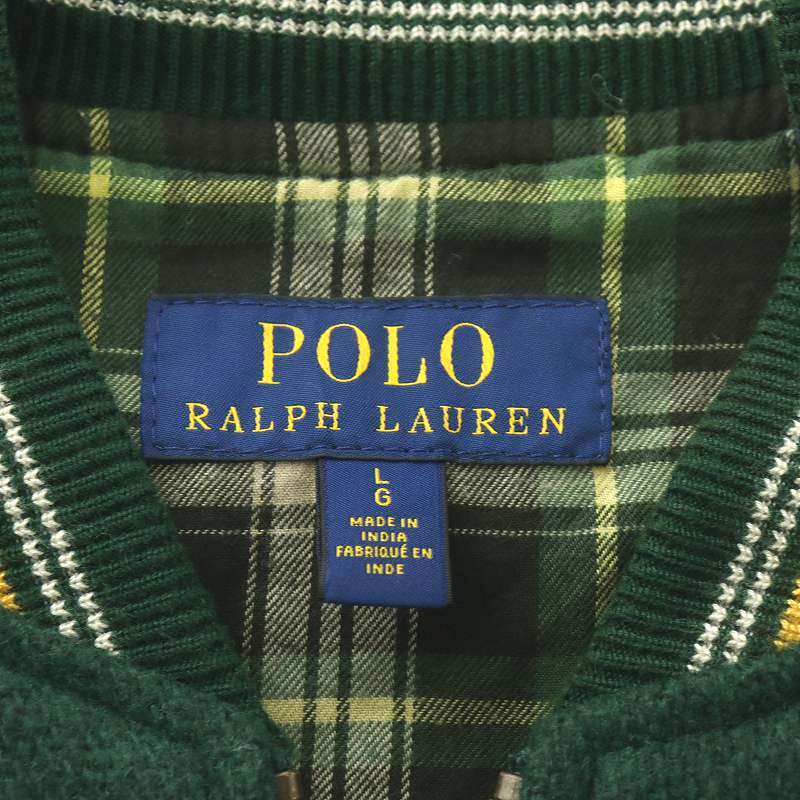 POLO
RALPH LAUREN
L
G
MADE IN
INDIA
FABRIQUÉ EN
INDE